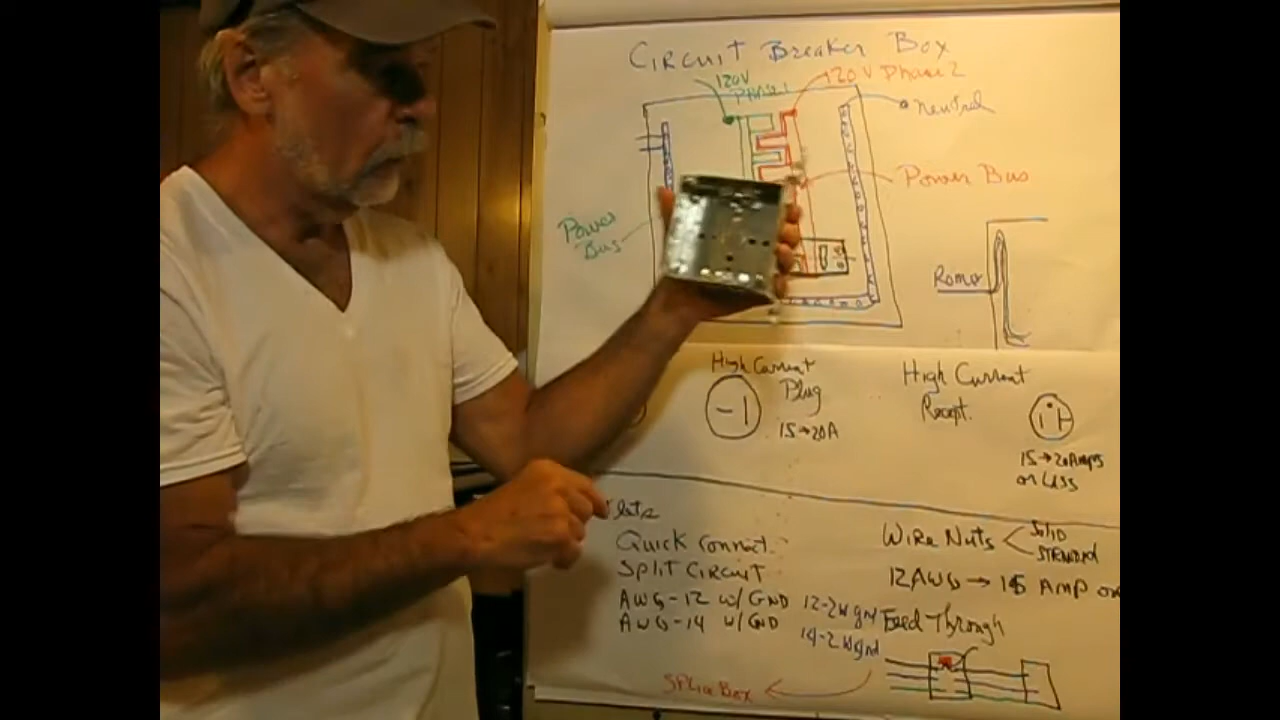 CIRCUIT BREAKER BOX
120V
PHASE 1
120 V Phase 2
Neutral
Power Bus
Power
Bus
Romex
High Current
Plug
15→20A
High Current
Recept.
15→20Amps
or Less
Quick Connect
Split Circuit
AWG-12 W/GND
AWG-14 W/GND
12-2 W gnd
14-2 W gnd
Wire Nuts
Solid
Stranded
12AWG → 15 AMP or
Feed Through
Splice Box